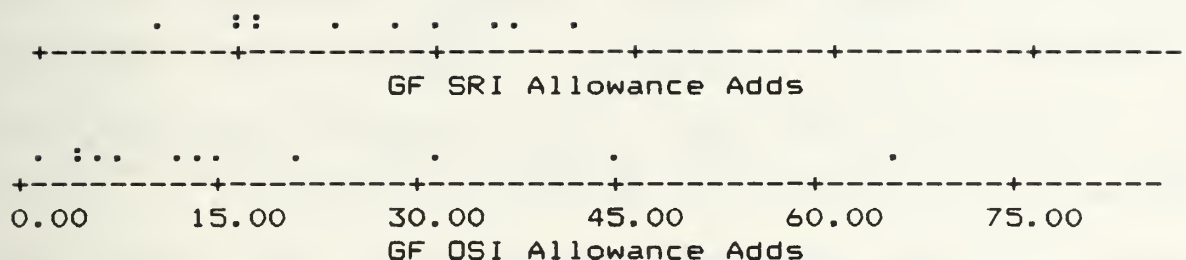 . : : . . . . . .
+---------+---------+---------+---------+---------+-------
GF SRI Allowance Adds
. : . . . . . . . . .
+---------+---------+---------+---------+---------+-------
0.00 15.00 30.00 45.00 60.00 75.00
GF OSI Allowance Adds